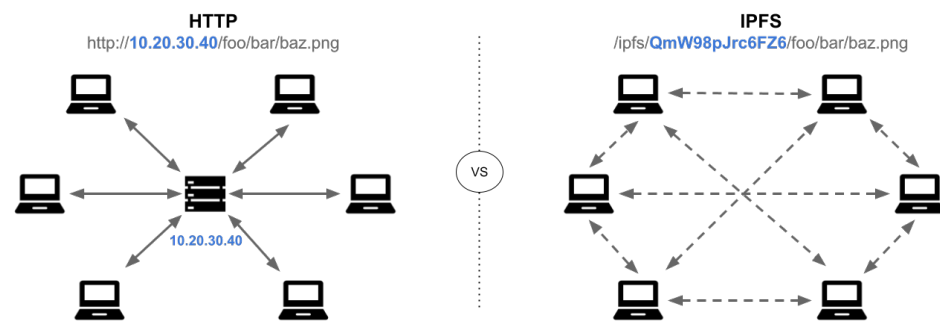 HTTP
http://10.20.30.40/foo/bar/baz.png
10.20.30.40
VS
IPFS
/ipfs/QmW98pJrc6FZ6/foo/bar/baz.png